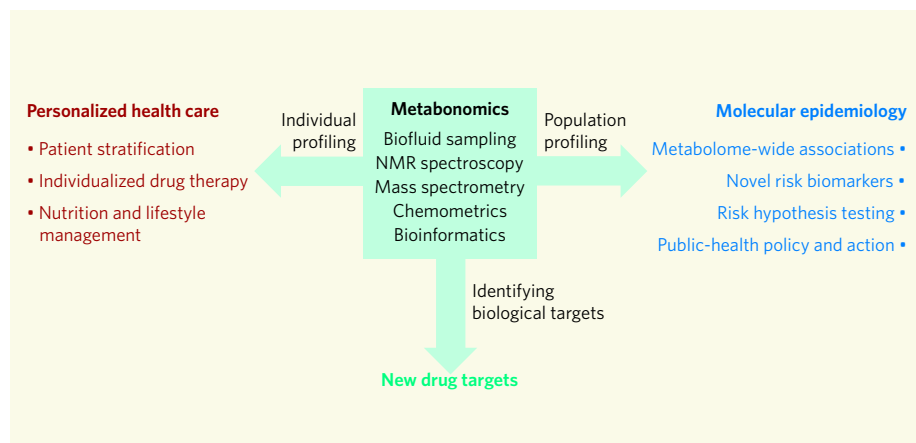 Personalized health care
• Patient stratification
• Individualized drug therapy
• Nutrition and lifestyle
management
Individual
profiling
Metabonomics
Biofluid sampling
NMR spectroscopy
Mass spectrometry
Chemometrics
Bioinformatics
Population
profiling
Molecular epidemiology
Metabolome-wide associations •
Novel risk biomarkers •
Risk hypothesis testing •
Public-health policy and action •
Identifying
biological targets
New drug targets